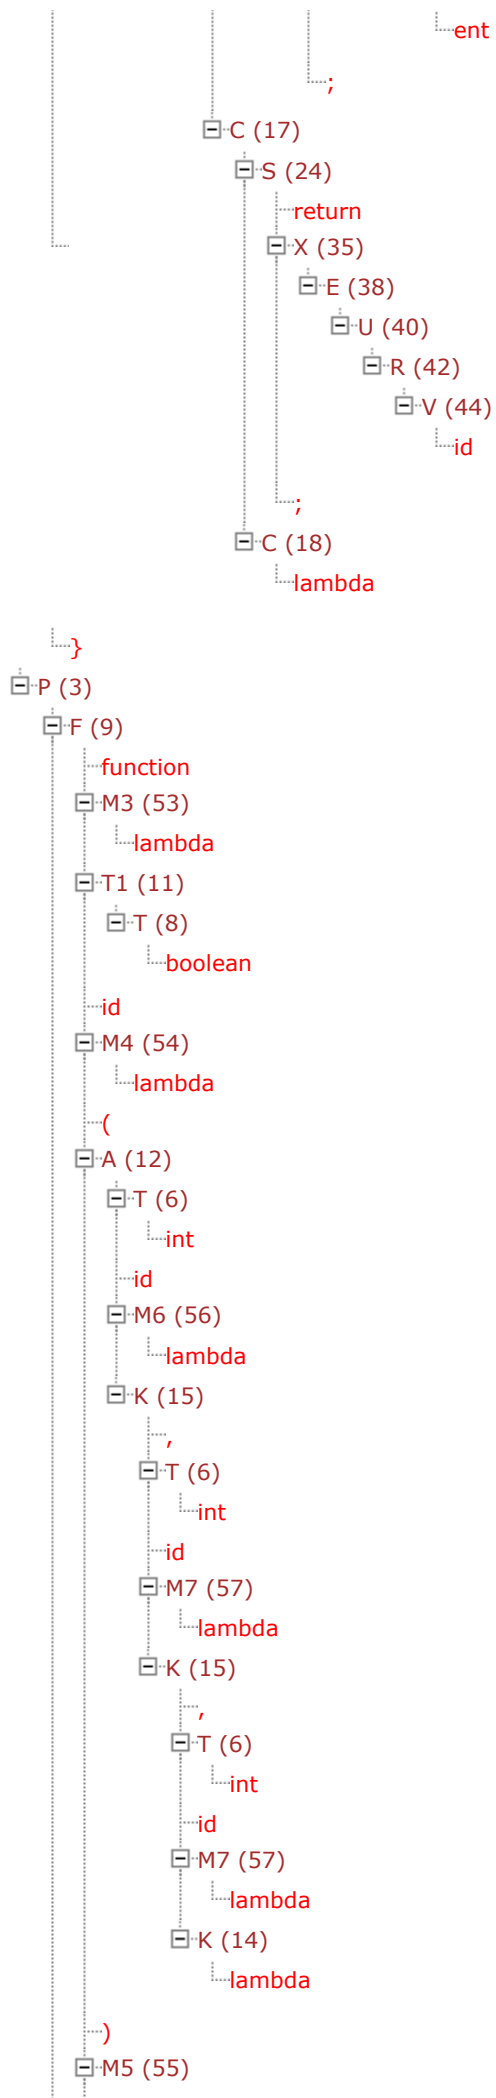 ent
;
C (17)
S (24)
return
X (35)
E (38)
U (40)
R (42)
V (44)
id
;
C (18)
lambda
}
P (3)
F (9)
function
M3 (53)
lambda
T1 (11)
T (8)
boolean
id
M4 (54)
lambda
(
A (12)
T (6)
int
id
M6 (56)
lambda
K (15)
,
T (6)
int
id
M7 (57)
lambda
K (15)
,
T (6)
int
id
M7 (57)
lambda
K (14)
lambda
)
M5 (55)